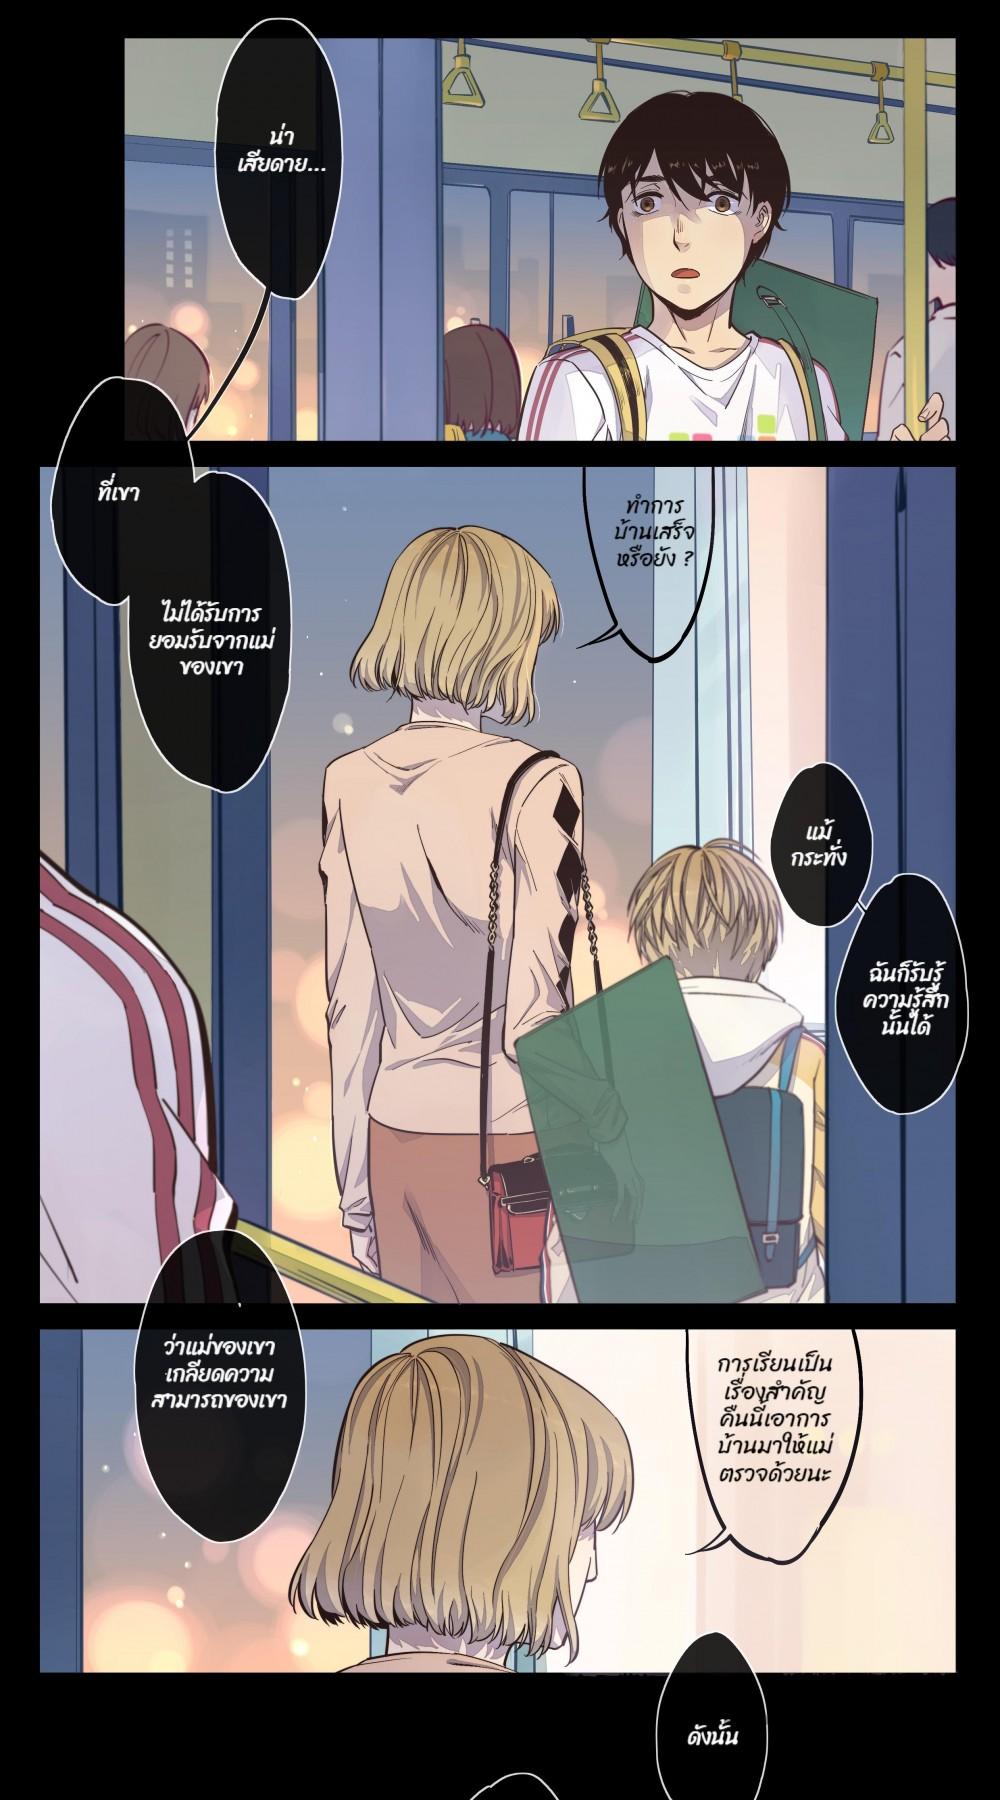 น่า
เสียดาย...
ที่เขา
ไม่ได้รับการ
ยอมรับจากแม่
ของเขา
ทำการ
บ้านเสร็จ
หรือยัง ?
แม้
กระทั่ง
ฉันก็รับรู้
ความรู้สึก
นั้นได้
ว่าแม่ของเขา
เกลียดความ
สามารถของเขา
การเรียนเป็น
เรื่องสำคัญ
คืนนี้เอาการ
บ้านมาให้แม่
ตรวจด้วยนะ
ดังนั้น